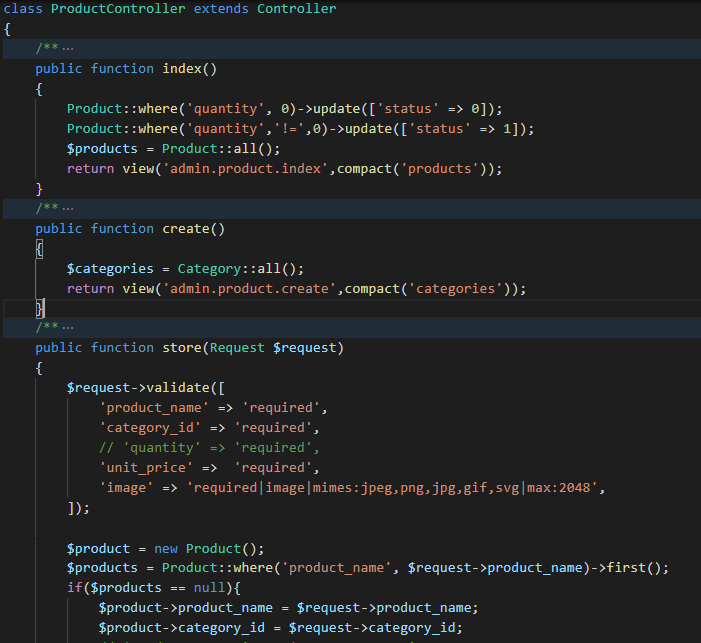 class ProductController extends Controller
{
    /** ...
    public function index()
    {
        Product::where('quantity', 0)->update(['status' => 0]);
        Product::where('quantity','!=',0)->update(['status' => 1]);
        $products = Product::all();
        return view('admin.product.index',compact('products'));
    }
    /** ...
    public function create()
    {
        $categories = Category::all();
        return view('admin.product.create',compact('categories'));
    }
    /** ...
    public function store(Request $request)
    {
        $request->validate([
            'product_name' => 'required',
            'category_id' => 'required',
            // 'quantity' => 'required',
            'unit_price' =>  'required',
            'image' => 'required|image|mimes:jpeg,png,jpg,gif,svg|max:2048',
        ]);
        $product = new Product();
        $products = Product::where('product_name', $request->product_name)->first();
        if($products == null){
            $product->product_name = $request->product_name;
            $product->category_id = $request->category_id;